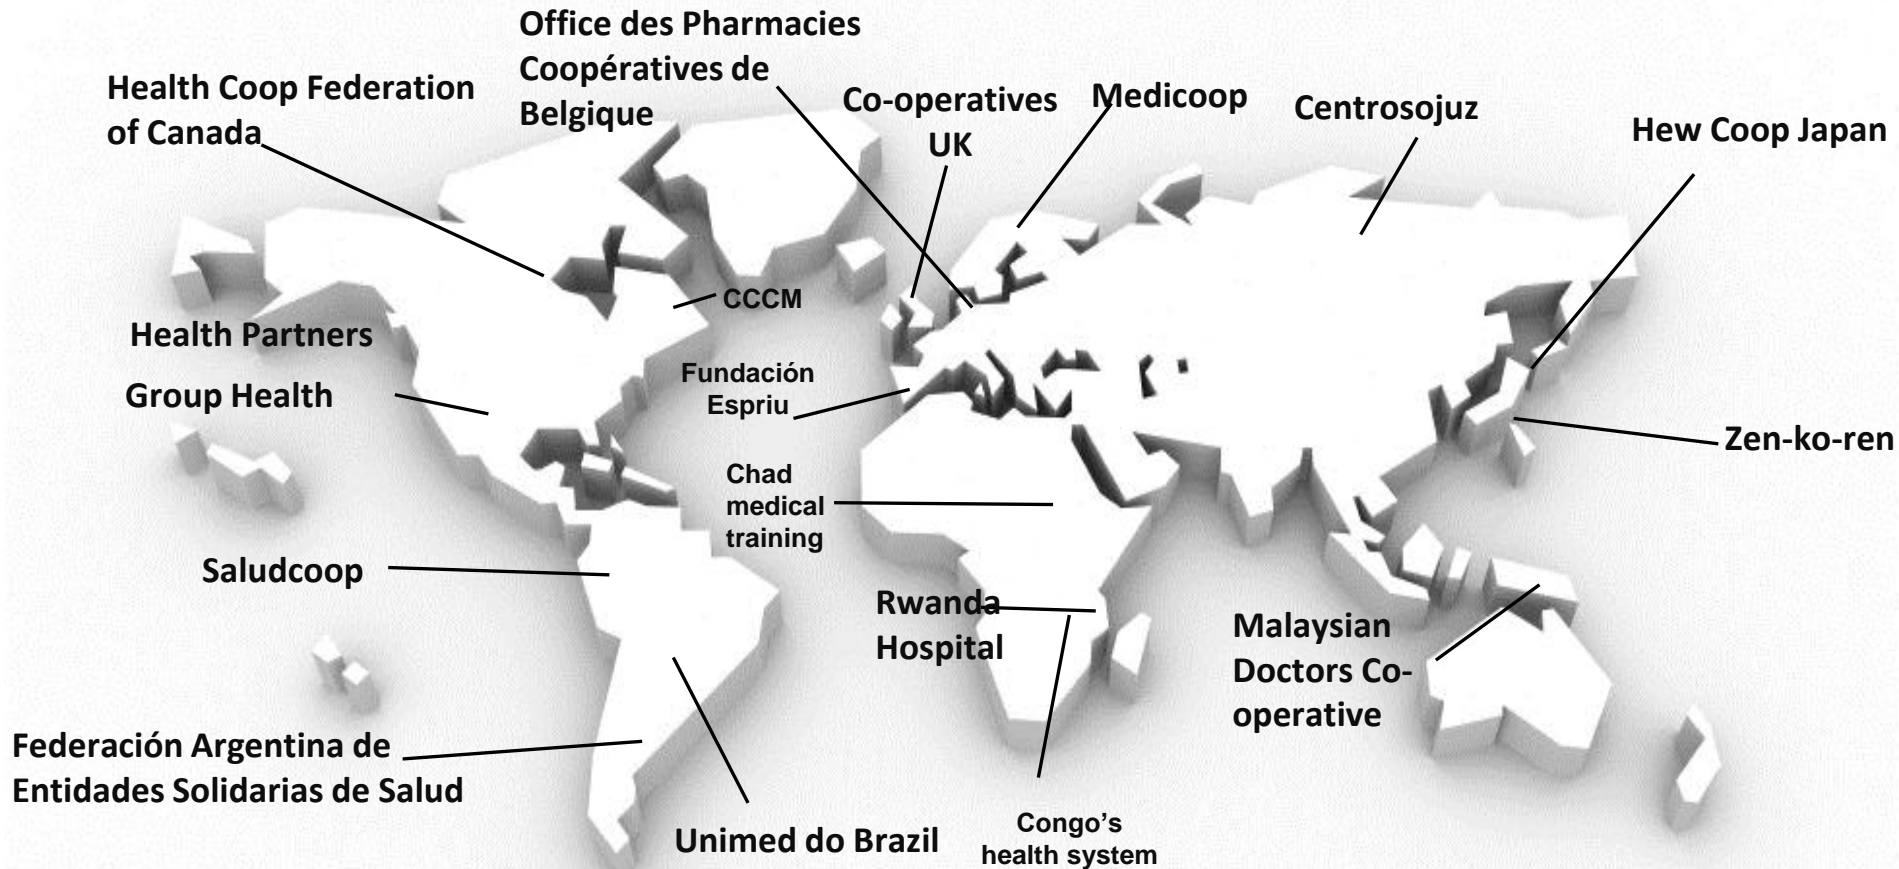 Office des Pharmacies
Coopératives de
Belgique
Health Coop Federation
of Canada
Co-operatives
UK
Medicoop
Centrosojuz
Hew Coop Japan
CCCM
Health Partners
Group Health
Fundación
Espriu
Zen-ko-ren
Chad
medical
training
Saludcoop
Rwanda
Hospital
Malaysian
Doctors Co-
operative
Federación Argentina de
Entidades Solidarias de Salud
Unimed do Brazil
Congo’s
health system